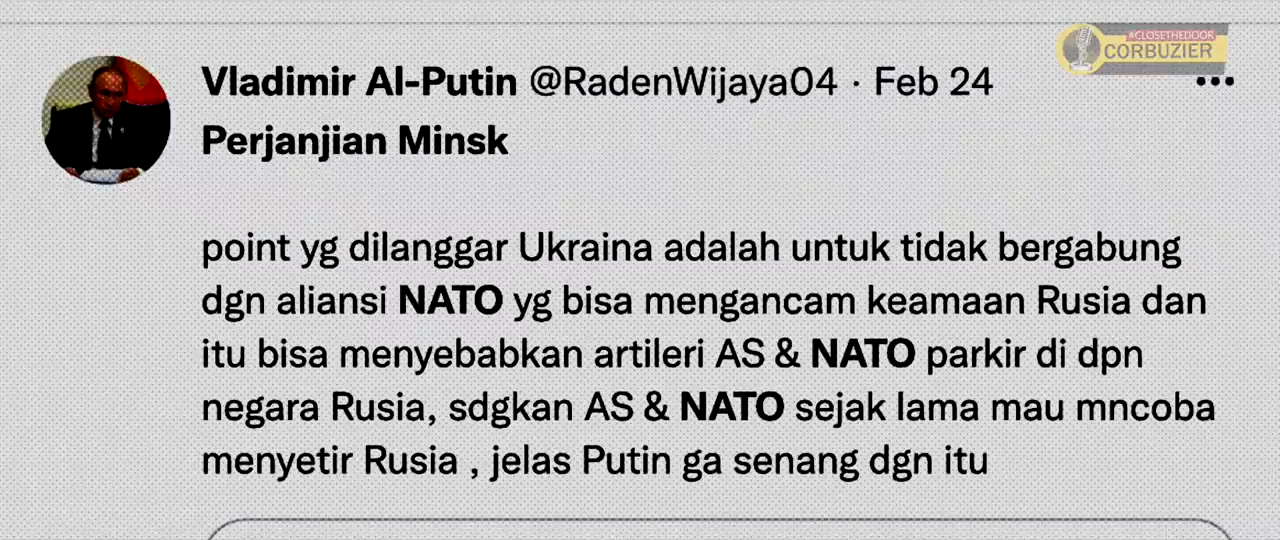 #CLOSETHEDOOR
CORBUZIER
Vladimir Al-Putin @RadenWijaya04 · Feb 24
Perjanjian Minsk
point yg dilanggar Ukraina adalah untuk tidak bergabung
dgn aliansi NATO yg bisa mengancam keamaan Rusia dan
itu bisa menyebabkan artileri AS & NATO parkir di dpn
negara Rusia, sdgkan AS & NATO sejak lama mau mncoba
menyetir Rusia , jelas Putin ga senang dgn itu